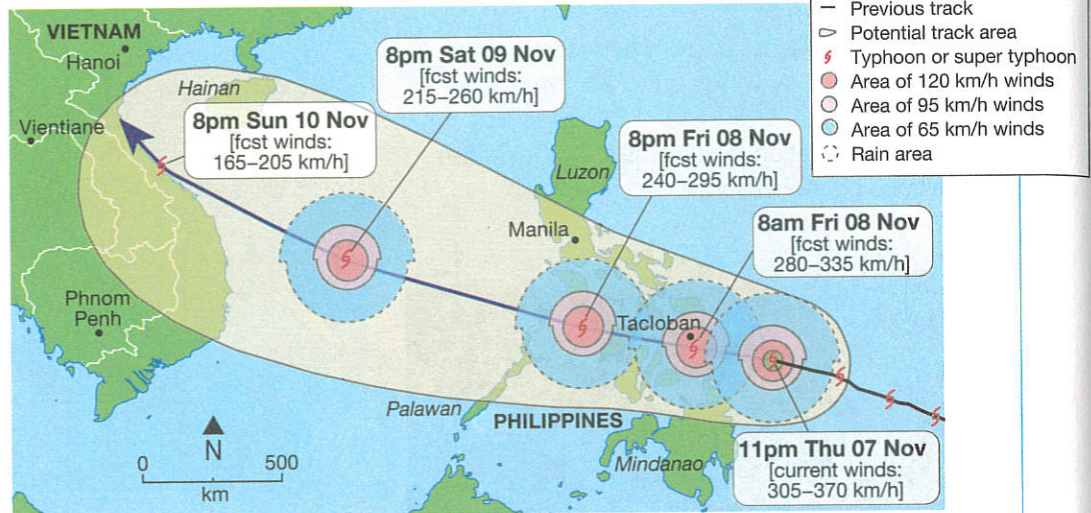 Previous track
Potential track area
Typhoon or super typhoon
Area of 120 km/h winds
Area of 95 km/h winds
Area of 65 km/h winds
Rain area
VIETNAM
Hanoi
Hainan
Vientiane
8pm Sat 09 Nov
[fcst winds:
215–260 km/h]
8pm Sun 10 Nov
[fcst winds:
165–205 km/h]
8pm Fri 08 Nov
[fcst winds:
240–295 km/h]
Luzon
Manila
8am Fri 08 Nov
[fcst winds:
280–335 km/h]
Phnom
Penh
Tacloban
Palawan
PHILIPPINES
Mindanao
11pm Thu 07 Nov
[current winds:
305–370 km/h]
N
0 500
km